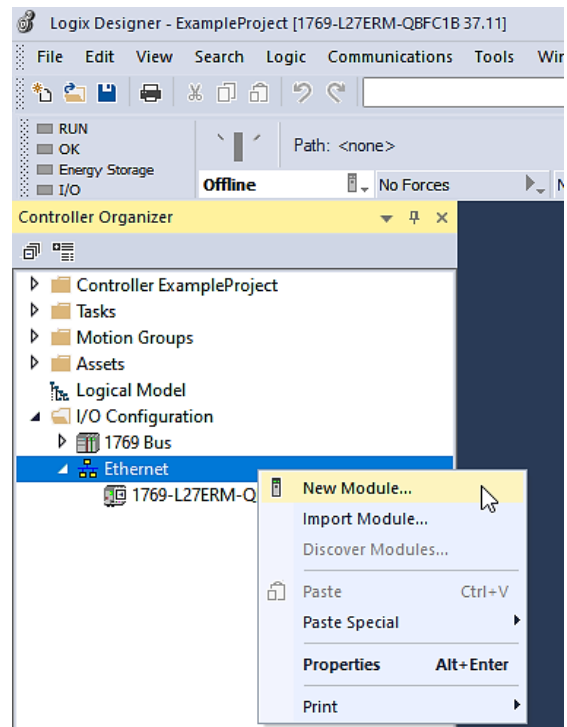 Logix Designer - ExampleProject [1769-L27ERM-QBFC1B 37.11]
File Edit View Search Logic Communications Tools
RUN
OK
Energy Storage
I/O
Path: <none>
Offline
No Forces
Controller Organizer
Controller ExampleProject
Tasks
Motion Groups
Assets
Logical Model
I/O Configuration
1769 Bus
Ethernet
1769-L27ERM-Q
New Module...
Import Module...
Discover Modules...
Paste Ctrl+V
Paste Special
Properties Alt+Enter
Print